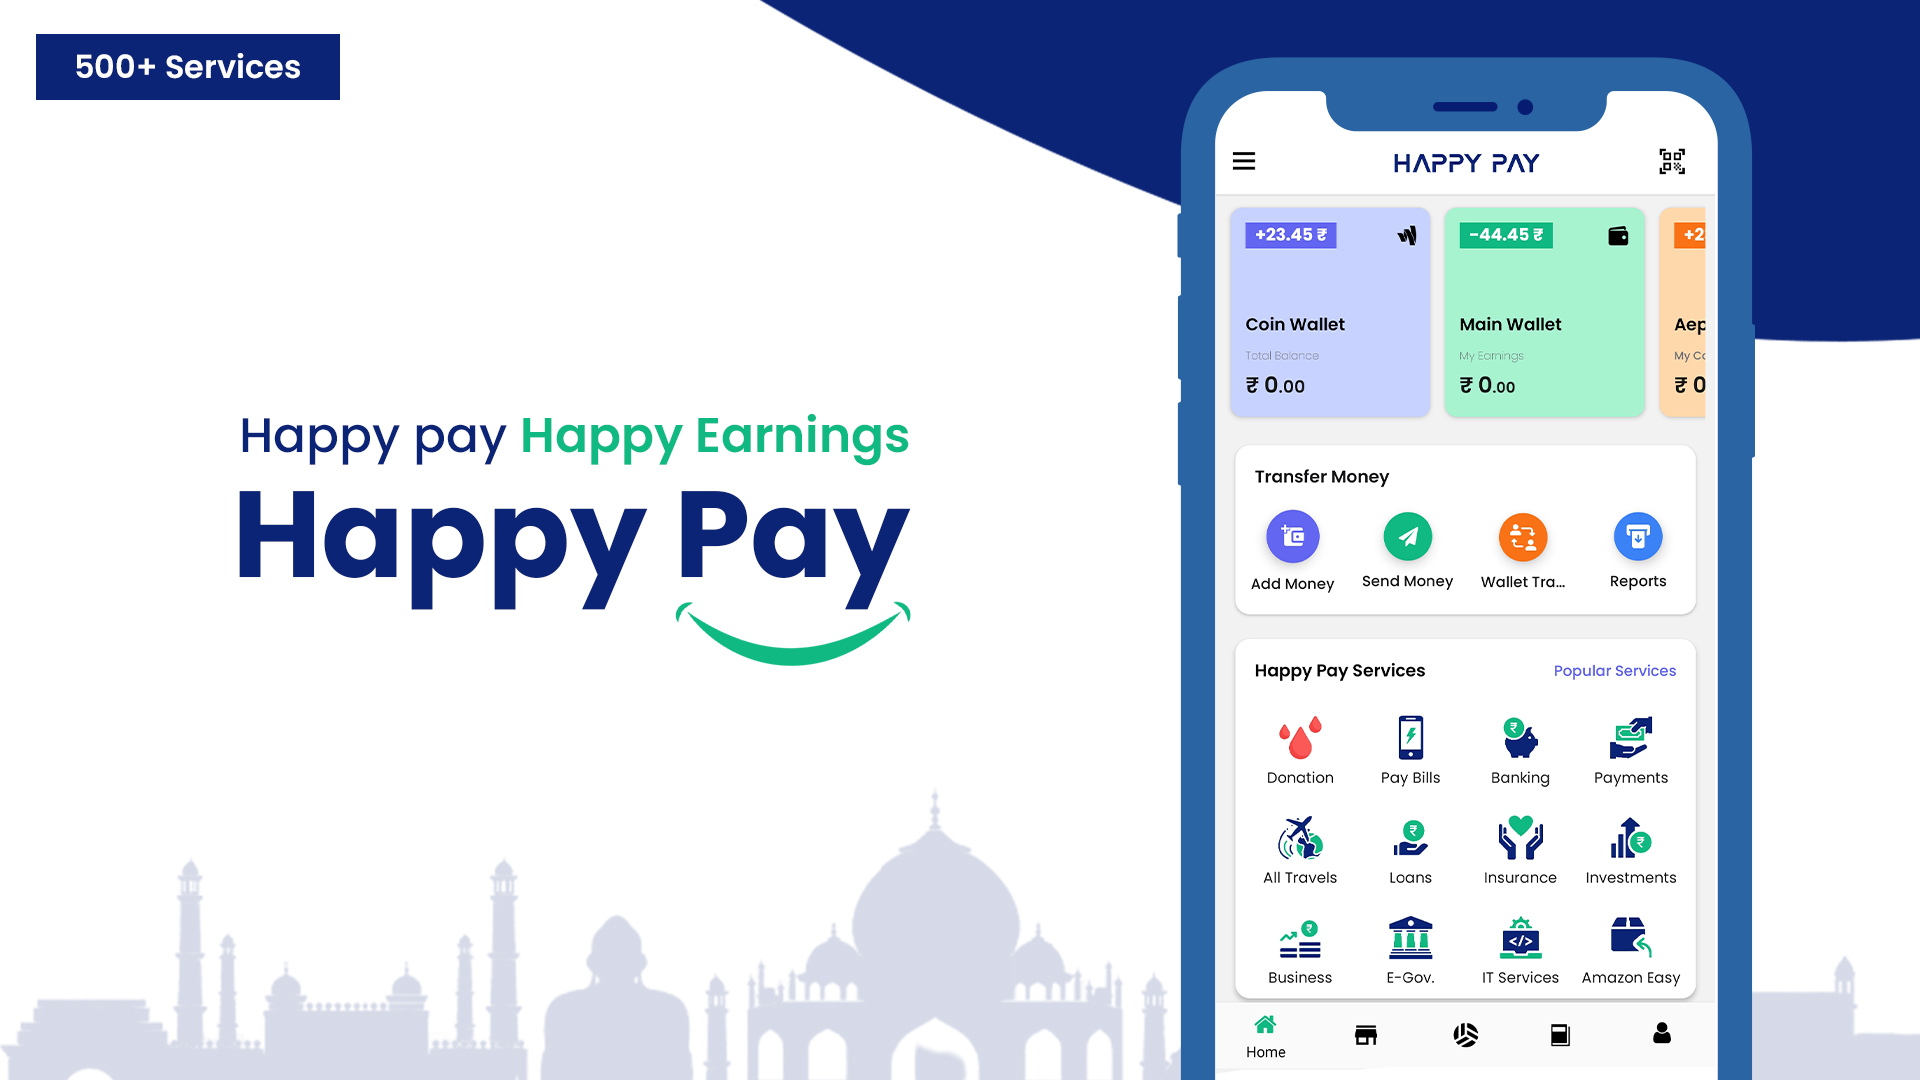 500+ Services
Happy pay Happy Earnings
Happy Pay
HAPPY PAY
+23.45 ₹
-44.45 ₹
+2
Coin Wallet
Main Wallet
Aep
Total Balance
My Earnings
My Co
₹ 0.00
₹ 0.00
₹ 0
Transfer Money
Add Money
Send Money
Wallet Tra...
Reports
Happy Pay Services
Popular Services
Donation
Pay Bills
Banking
Payments
All Travels
Loans
Insurance
Investments
Business
E-Gov.
IT Services
Amazon Easy
Home